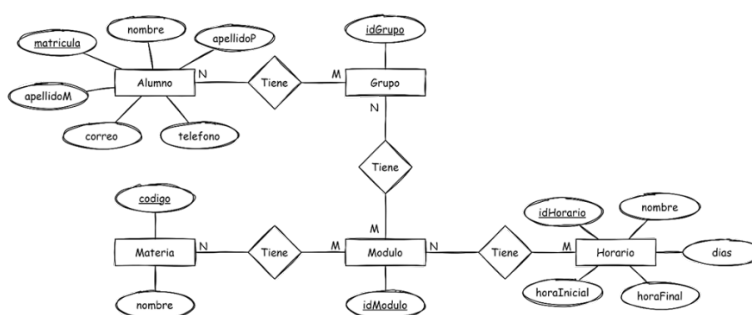 nombre
matricula
apellidoP
idGrupo
Alumno
N
Tiene
M
Grupo
apellidoM
correo
telefono
N
Tiene
M
codigo
idHorario
nombre
Materia
N
Tiene
M
Modulo
N
Tiene
M
Horario
dias
nombre
idModulo
horaInicial
horaFinal